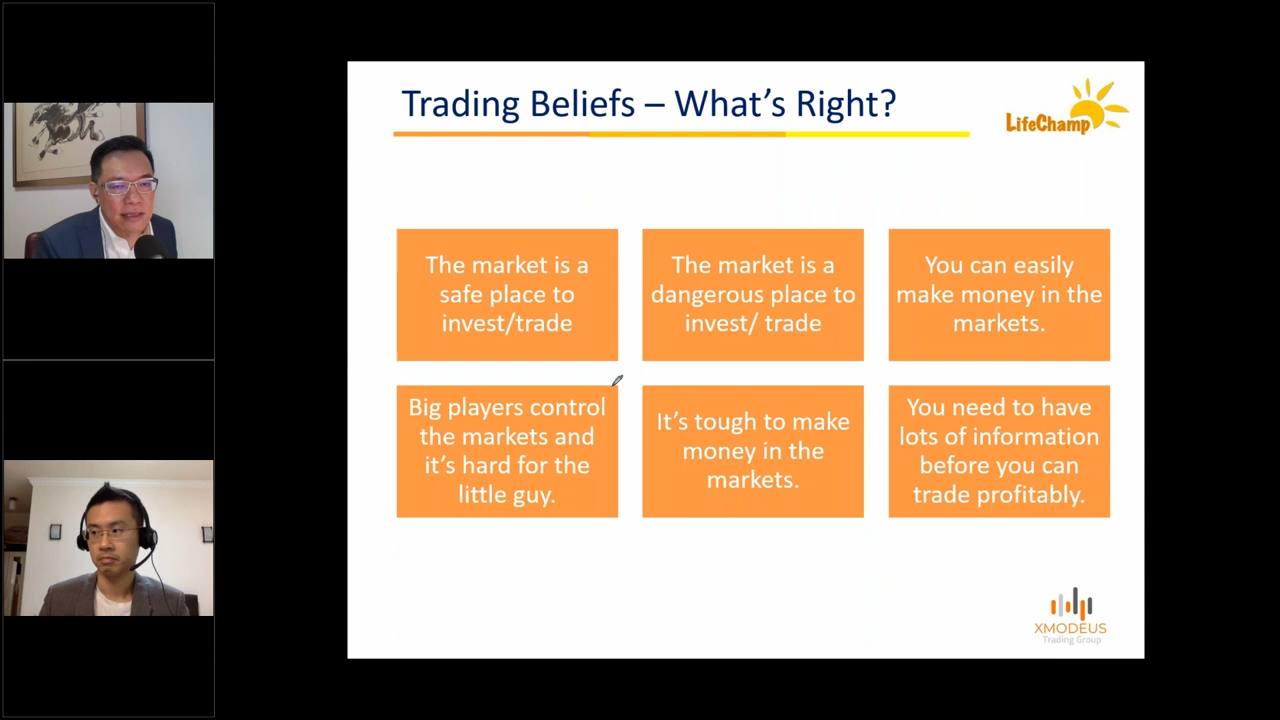 Trading Beliefs – What's Right?
LifeChamp
The market is a
safe place to
invest/trade
The market is a
dangerous place to
invest/ trade
You can easily
make money in the
markets.
Big players control
the markets and
it's hard for the
little guy.
It's tough to make
money in the
markets.
You need to have
lots of information
before you can
trade profitably.
XMODEUS
Trading Group